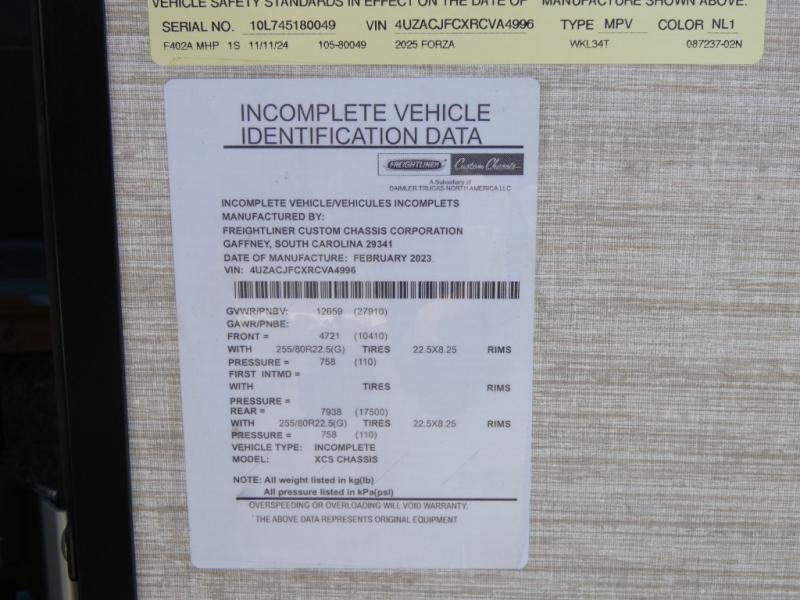 VEHICLE SAFETY STANDARDS IN EFFECT ON THE DATE OF MANUFACTURE SHOWN ABOVE.
SERIAL NO. 10L745180049 VIN 4UZACJFCXRCVA4996 TYPE MPV COLOR NL1
F402A MHP 1S 11/11/24 105-80049 2025 FORZA WKL34T 087237-02N
INCOMPLETE VEHICLE
IDENTIFICATION DATA
FREIGHTLINER Custom Chassis
A Subsidiary of
DAIMLER TRUCKS NORTH AMERICA LLC
INCOMPLETE VEHICLE/VEHICULES INCOMPLETS
MANUFACTURED BY:
FREIGHTLINER CUSTOM CHASSIS CORPORATION
GAFFNEY, SOUTH CAROLINA 29341
DATE OF MANUFACTURE: FEBRUARY 2023
VIN: 4UZACJFCXRCVA4996
GVWR/PNBV: 12659 (27910)
GAWR/PNBE:
FRONT = 4721 (10410)
WITH 255/80R22.5(G) TIRES 22.5X8.25 RIMS
PRESSURE = 758 (110)
FIRST INTMD =
WITH TIRES RIMS
PRESSURE =
REAR = 7938 (17500)
WITH 255/80R22.5(G) TIRES 22.5X8.25 RIMS
PRESSURE = 758 (110)
VEHICLE TYPE: INCOMPLETE
MODEL: XCS CHASSIS
NOTE: All weight listed in kg(lb)
All pressure listed in kPa(psi)
OVERSPEEDING OR OVERLOADING WILL VOID WARRANTY.
THE ABOVE DATA REPRESENTS ORIGINAL EQUIPMENT